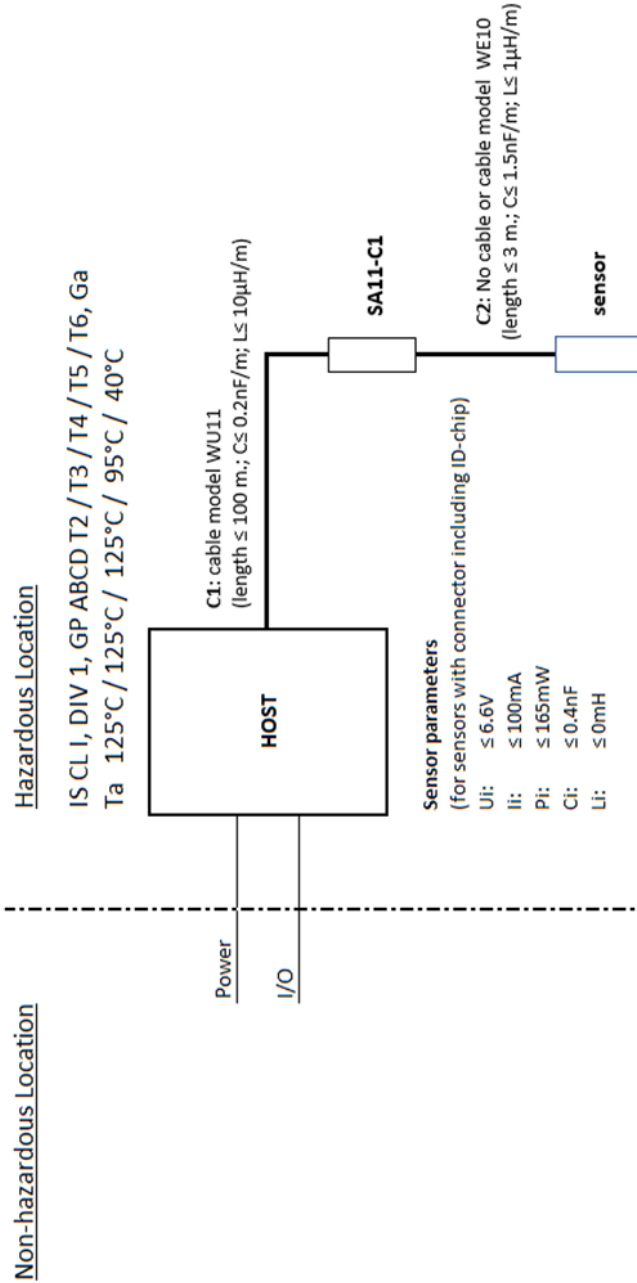 Non-hazardous Location
Hazardous Location
IS CL I, DIV 1, GP ABCD T2 / T3 / T4 / T5 / T6, Ga
Ta 125°C / 125°C / 125°C / 95°C / 40°C
Power
I/O
HOST
C1: cable model WU11
(length ≤ 100 m.; C≤ 0.2nF/m; L≤ 10µH/m)
SA11-C1
C2: No cable or cable model WE10
(length ≤ 3 m.; C≤ 1.5nF/m; L≤ 1µH/m)
sensor
Sensor parameters
(for sensors with connector including ID-chip)
Ui: ≤ 6.6V
Ii: ≤ 100mA
Pi: ≤ 165mW
Ci: ≤ 0.4nF
Li: ≤ 0mH